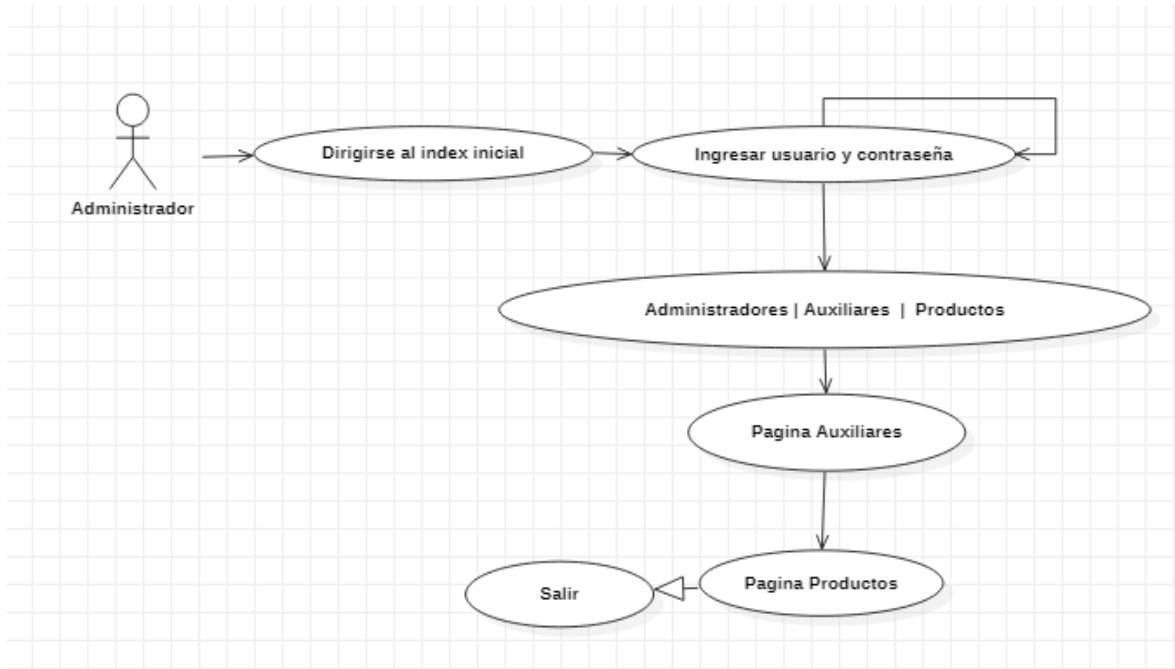 Dirigirse al index inicial
Ingresar usuario y contraseña
Administrador
Administradores | Auxiliares | Productos
Pagina Auxiliares
Pagina Productos
Salir